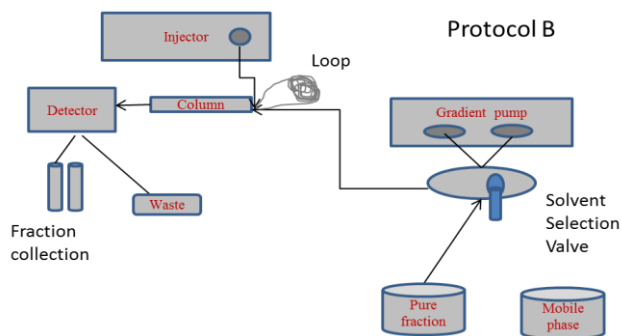 Protocol B
Injector
Loop
Detector
Column
Gradient pump
Fraction
collection
Waste
Solvent
Selection
Valve
Pure
fraction
Mobile
phase